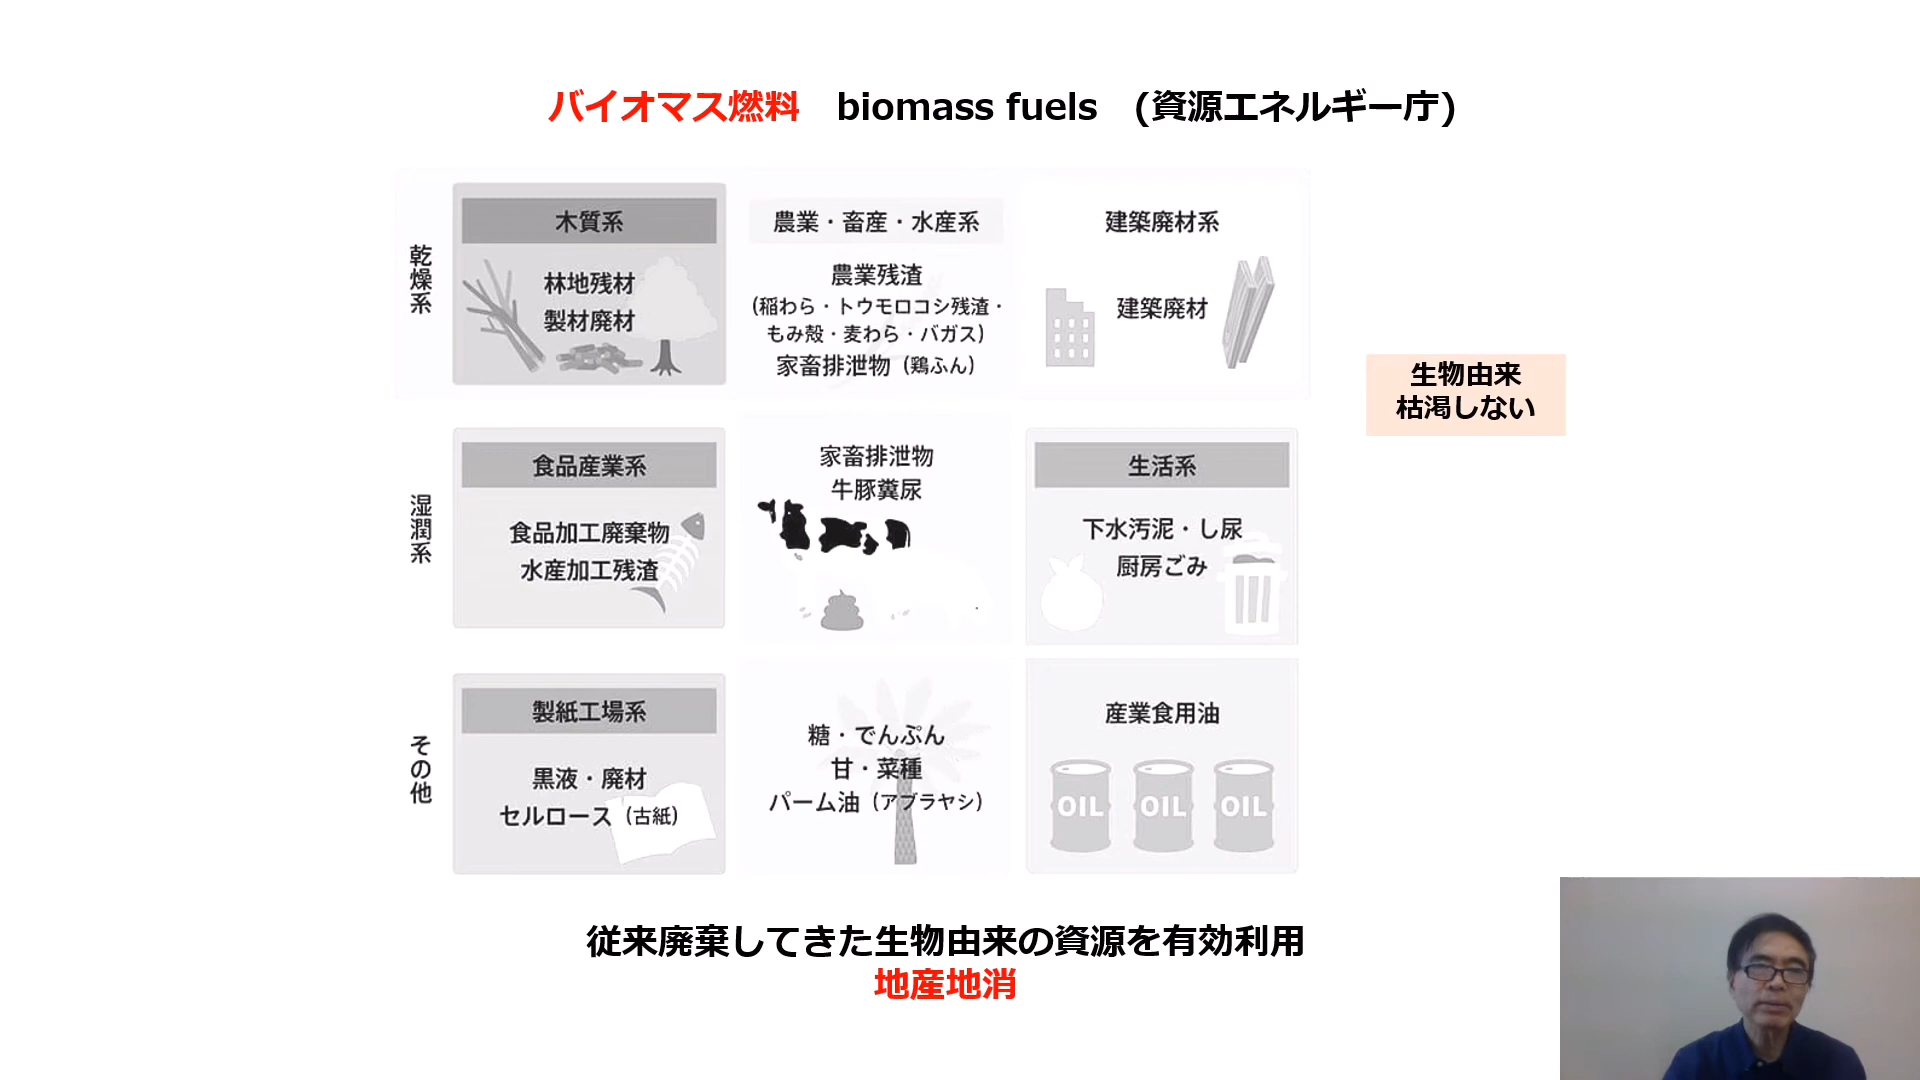 バイオマス燃料　biomass fuels　(資源エネルギー庁)
乾燥系
木質系
林地残材
製材廃材
農業・畜産・水産系
農業残渣
(稲わら・トウモロコシ残渣・
もみ殻・麦わら・バガス)
家畜排泄物 (鶏ふん)
建築廃材系
建築廃材
生物由来
枯渇しない
湿潤系
食品産業系
食品加工廃棄物
水産加工残渣
家畜排泄物
牛豚糞尿
生活系
下水汚泥・し尿
厨房ごみ
その他
製紙工場系
黒液・廃材
セルロース (古紙)
糖・でんぷん
甘・菜種
パーム油 (アブラヤシ)
産業食用油
OIL
OIL
OIL
従来廃棄してきた生物由来の資源を有効利用
地産地消